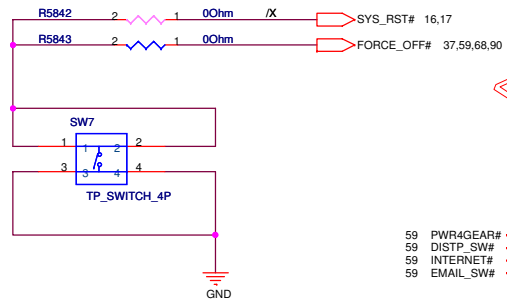 R5842 2 1 0Ohm /X SYS_RST# 16,17
R5843 2 1 0Ohm FORCE_OFF# 37,59,68,90
SW7
1 1 2 2
3 3 4 4
TP_SWITCH_4P
59 PWR4GEAR#
59 DISTP_SW#
59 INTERNET#
59 EMAIL_SW#
GND